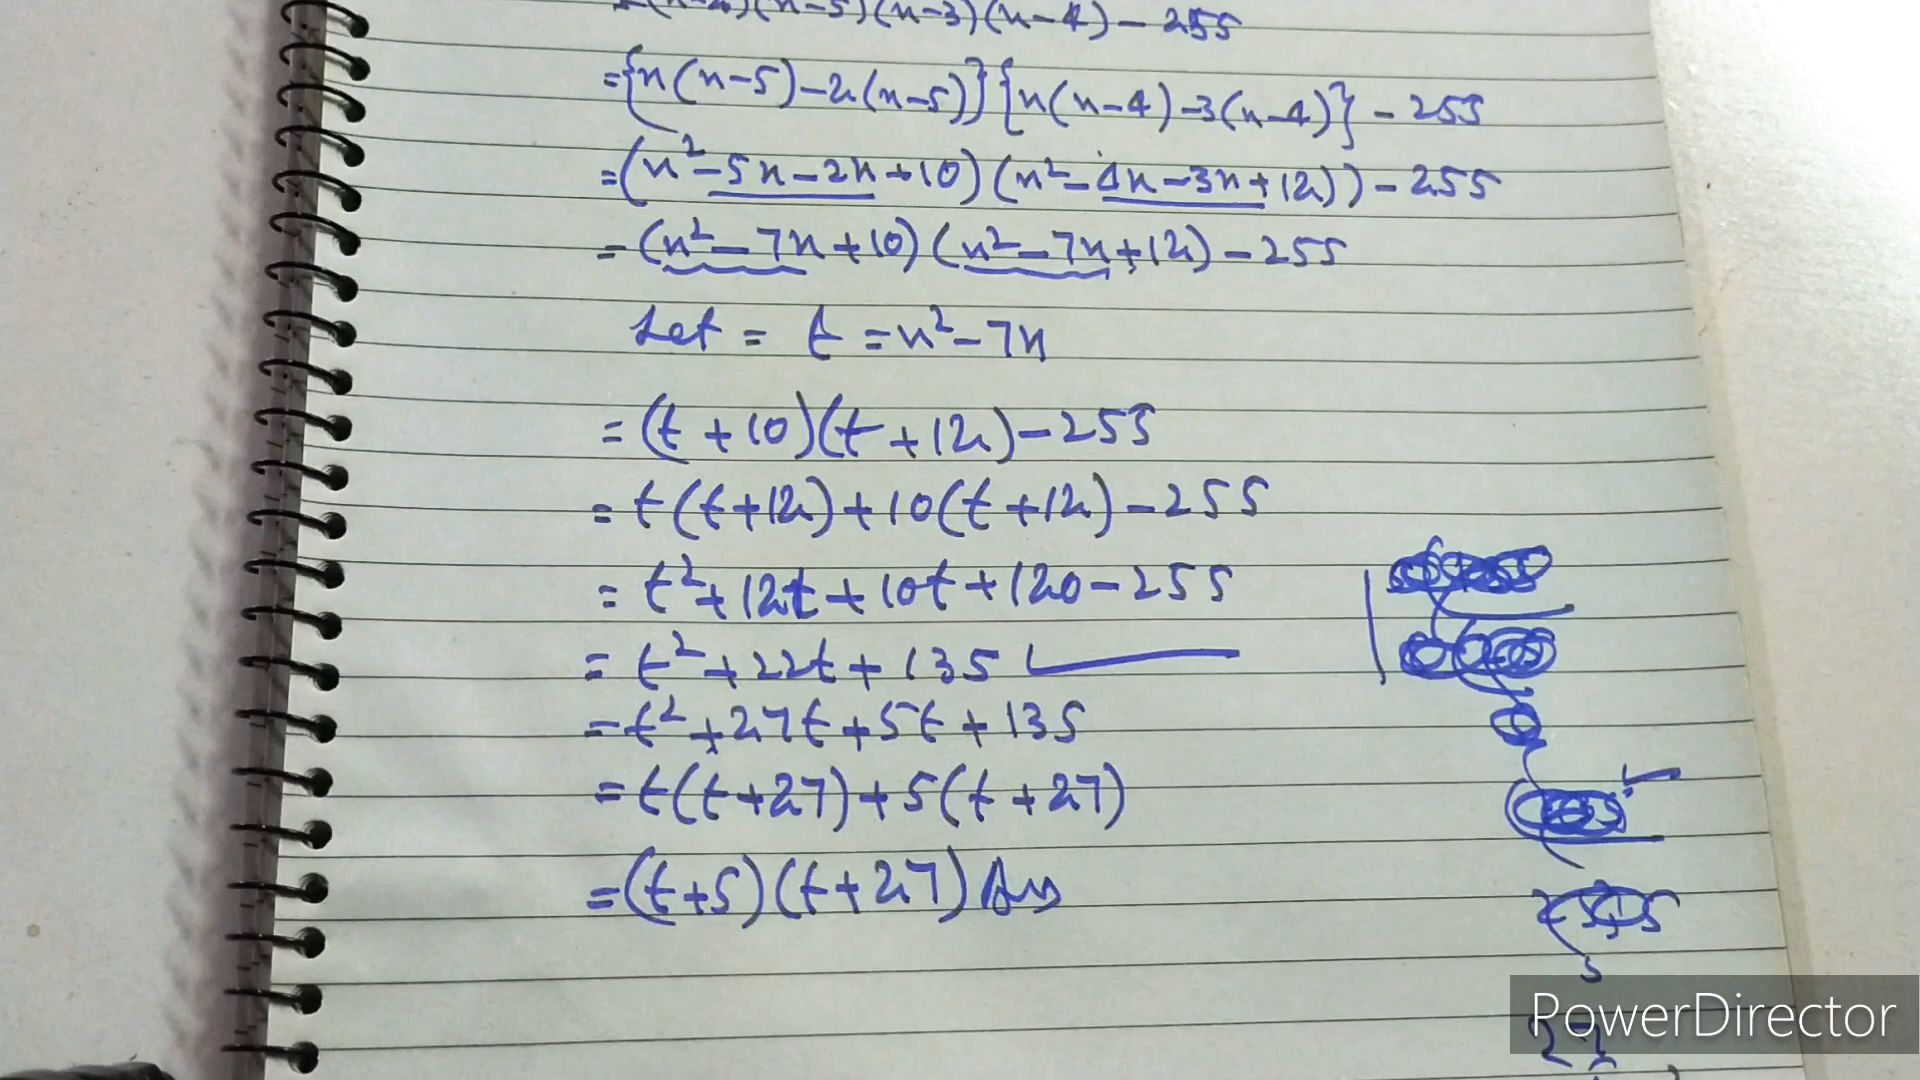 (x-2)(x-5)(x-3)(x-4)-255
={x(x-5)-2(x-5)}{x(x-4)-3(x-4)}-255
=(x²-5x-2x+10)(x²-4x-3x+12))-255
=(x²-7x+10)(x²-7x+12)-255
Let = t=x²-7x
=(t+10)(t+12)-255
=t(t+12)+10(t+12)-255
=t²+12t+10t+120-255
=t²+22t+135
=t²+27t+5t+135
=t(t+27)+5(t+27)
=(t+5)(t+27) Ans
PowerDirector
27